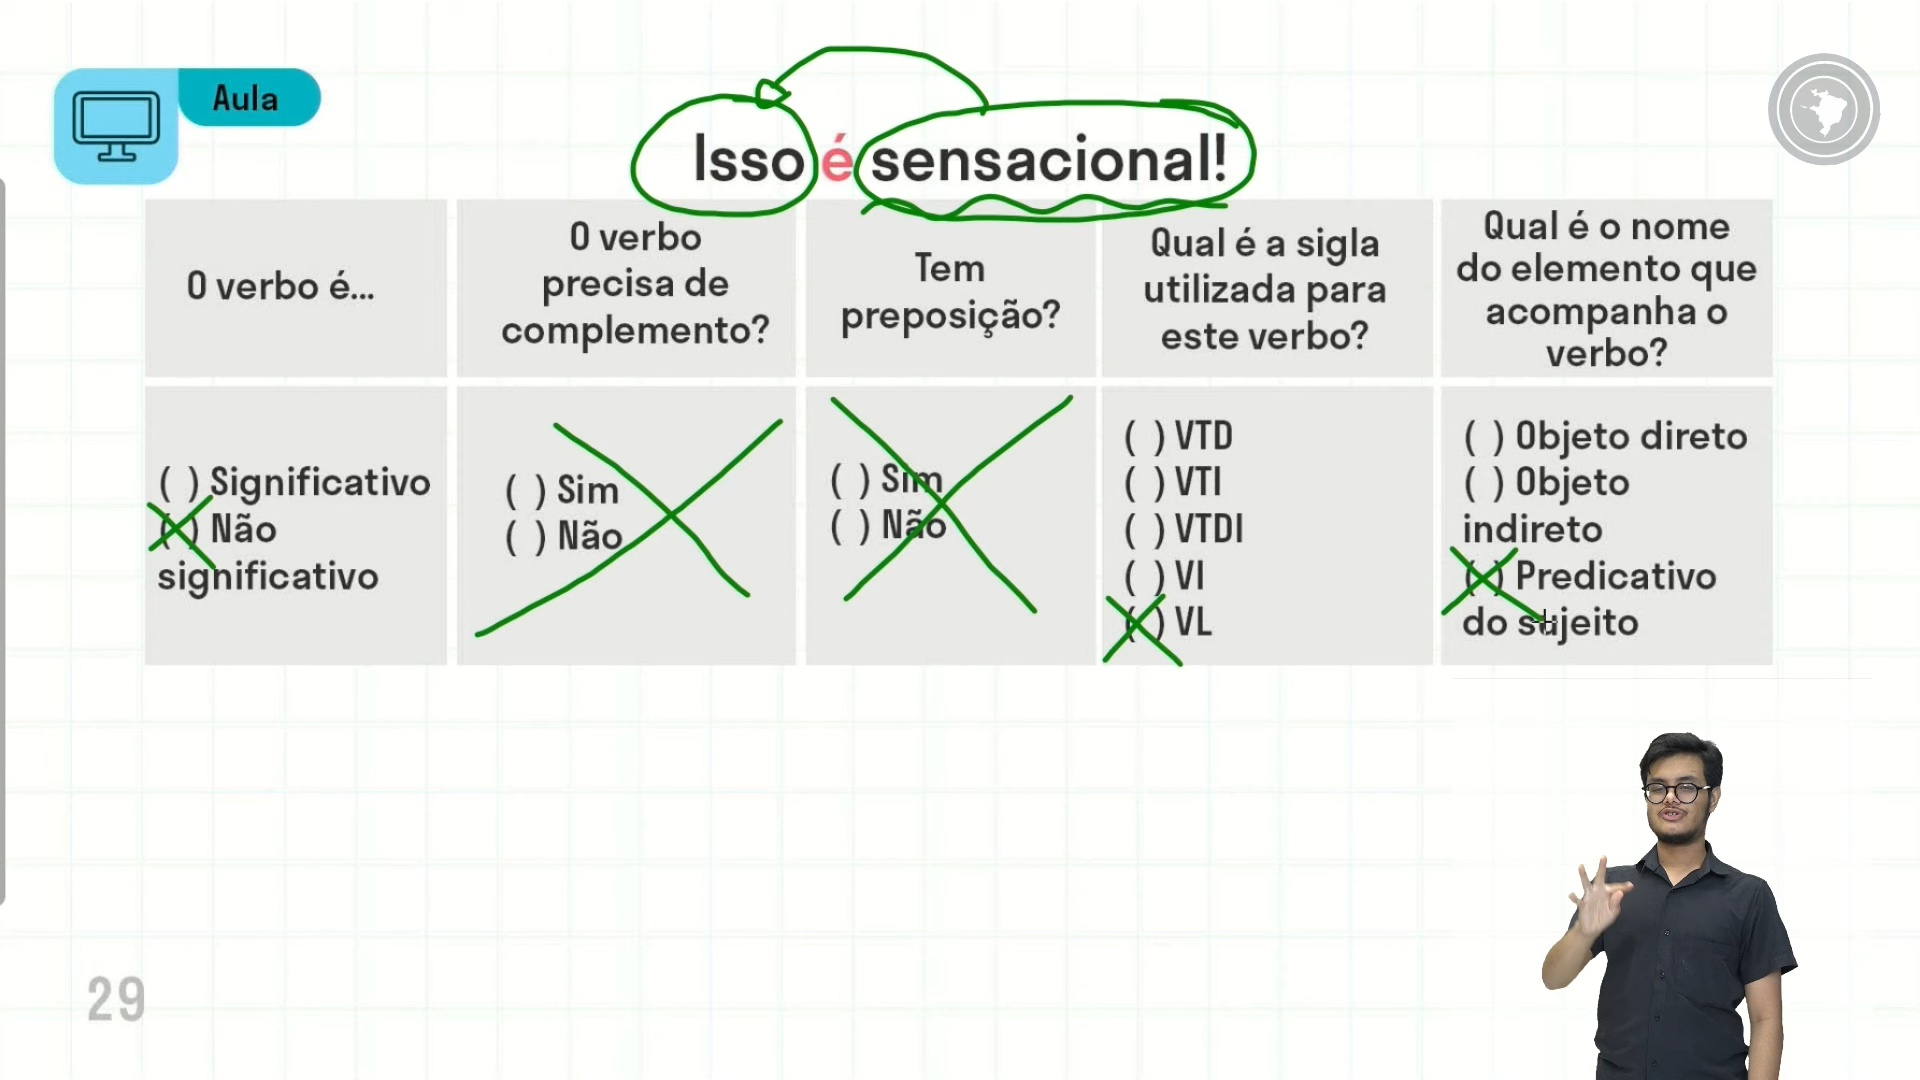 Aula
Isso é sensacional!
O verbo é...
O verbo
precisa de
complemento?
Tem
preposição?
Qual é a sigla
utilizada para
este verbo?
Qual é o nome
do elemento que
acompanha o
verbo?
( ) Significativo
( ) Não
significativo
( ) Sim
( ) Não
( ) Sim
( ) Não
( ) VTD
( ) VTI
( ) VTDI
( ) VI
( ) VL
( ) Objeto direto
( ) Objeto
indireto
( ) Predicativo
do sujeito
29